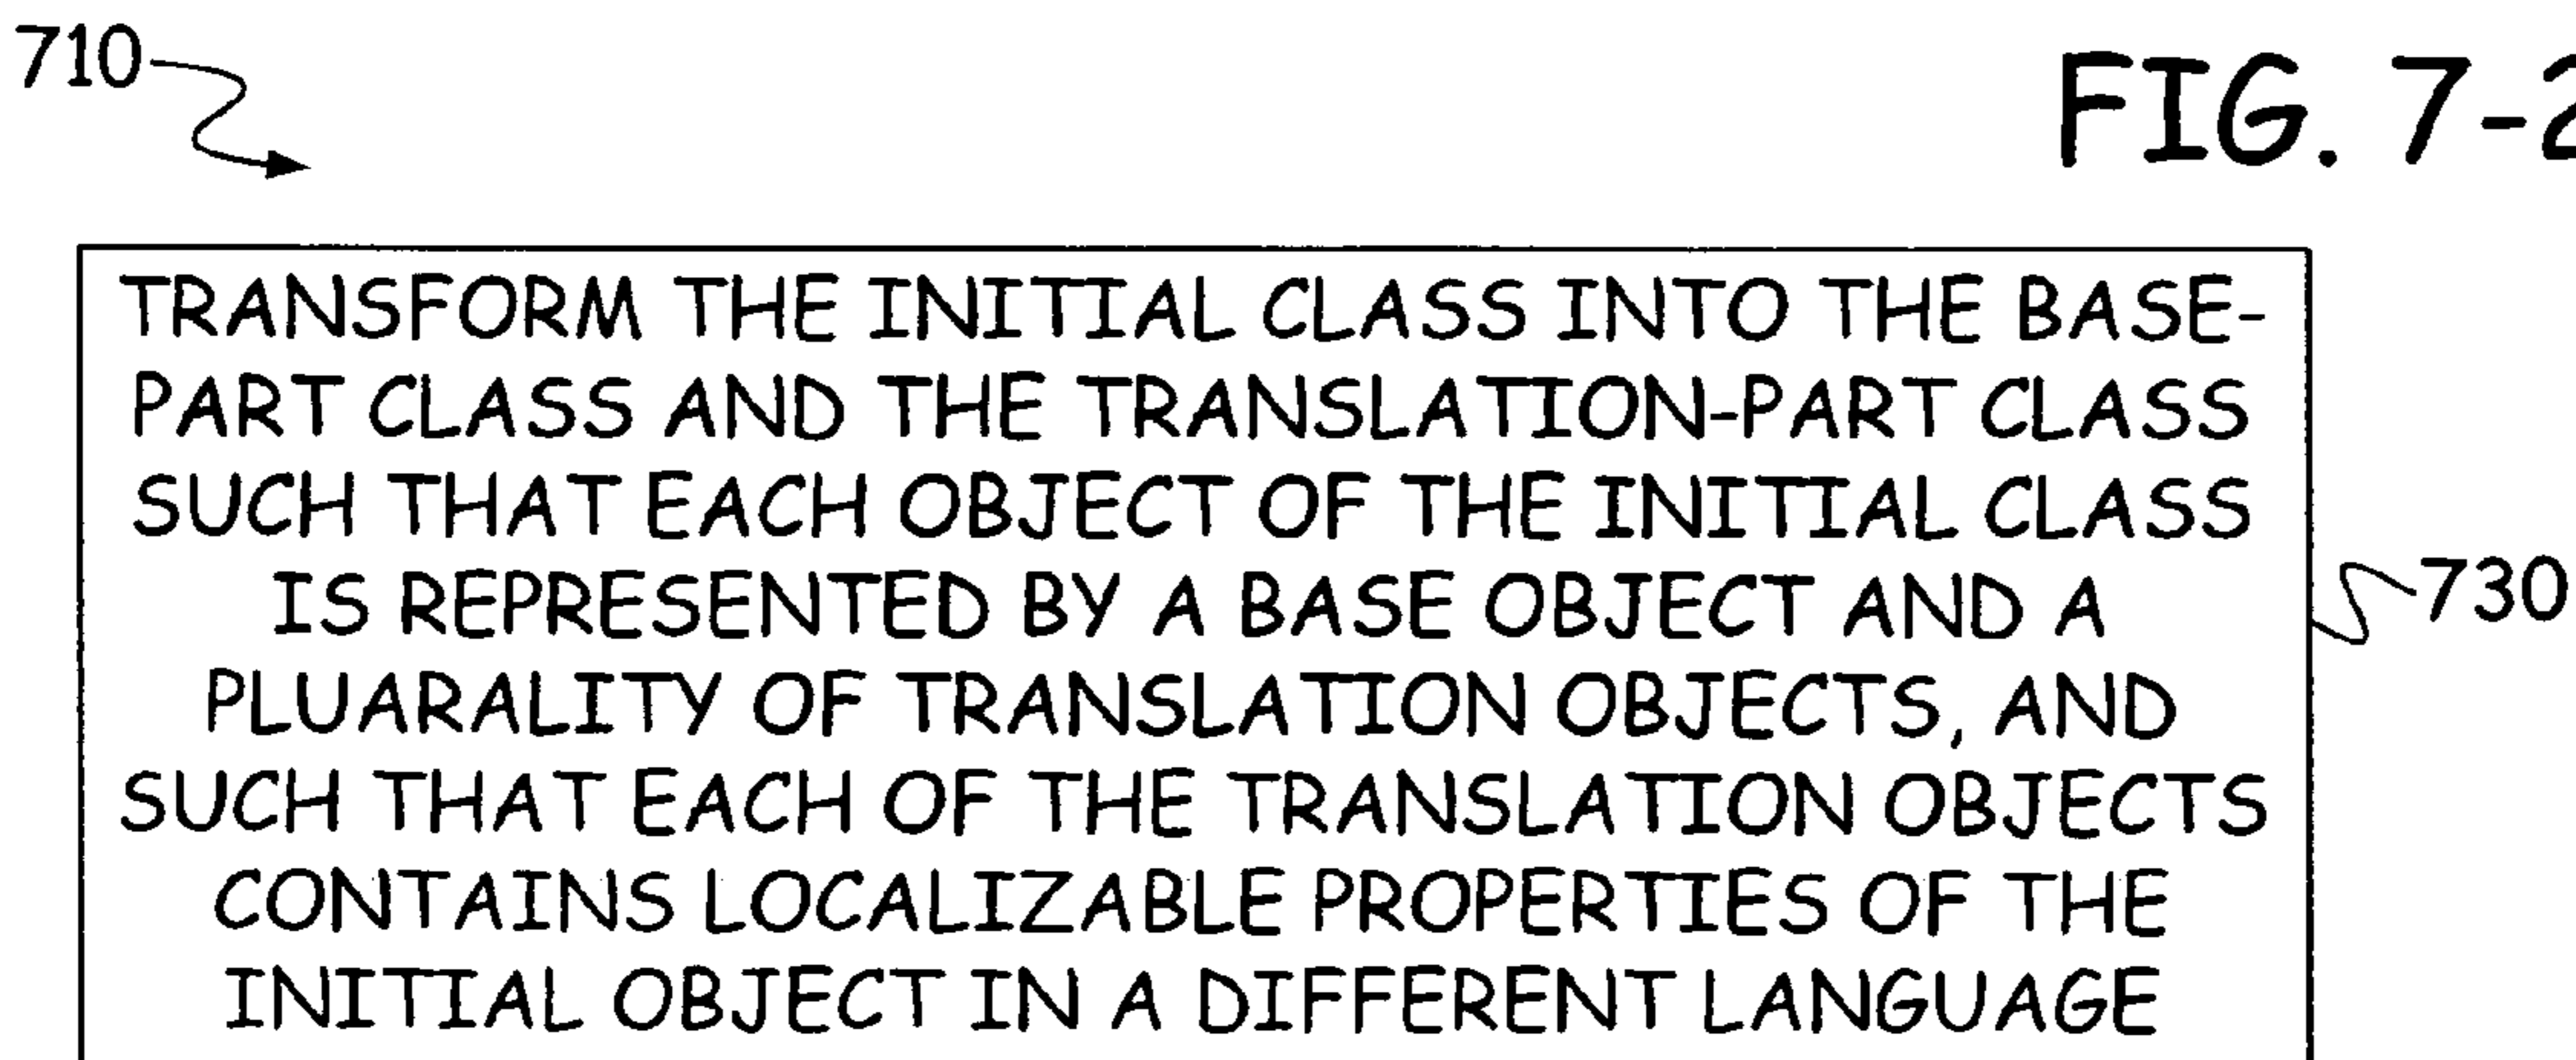 710
FIG. 7-2
TRANSFORM THE INITIAL CLASS INTO THE BASE-
PART CLASS AND THE TRANSLATION-PART CLASS
SUCH THAT EACH OBJECT OF THE INITIAL CLASS
IS REPRESENTED BY A BASE OBJECT AND A
PLUARALITY OF TRANSLATION OBJECTS, AND
SUCH THAT EACH OF THE TRANSLATION OBJECTS
CONTAINS LOCALIZABLE PROPERTIES OF THE
INITIAL OBJECT IN A DIFFERENT LANGUAGE
730